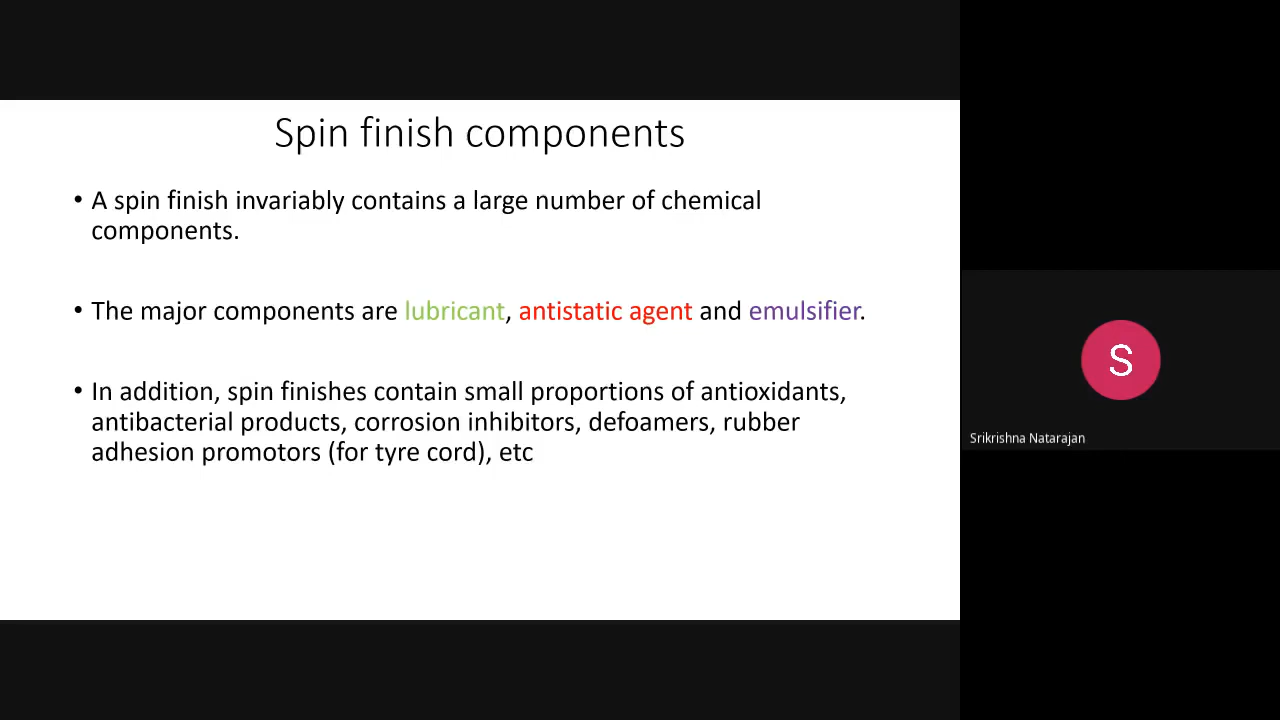 Spin finish components
• A spin finish invariably contains a large number of chemical
components.
• The major components are lubricant, antistatic agent and emulsifier.
• In addition, spin finishes contain small proportions of antioxidants,
antibacterial products, corrosion inhibitors, defoamers, rubber
adhesion promotors (for tyre cord), etc
S
Srikrishna Natarajan